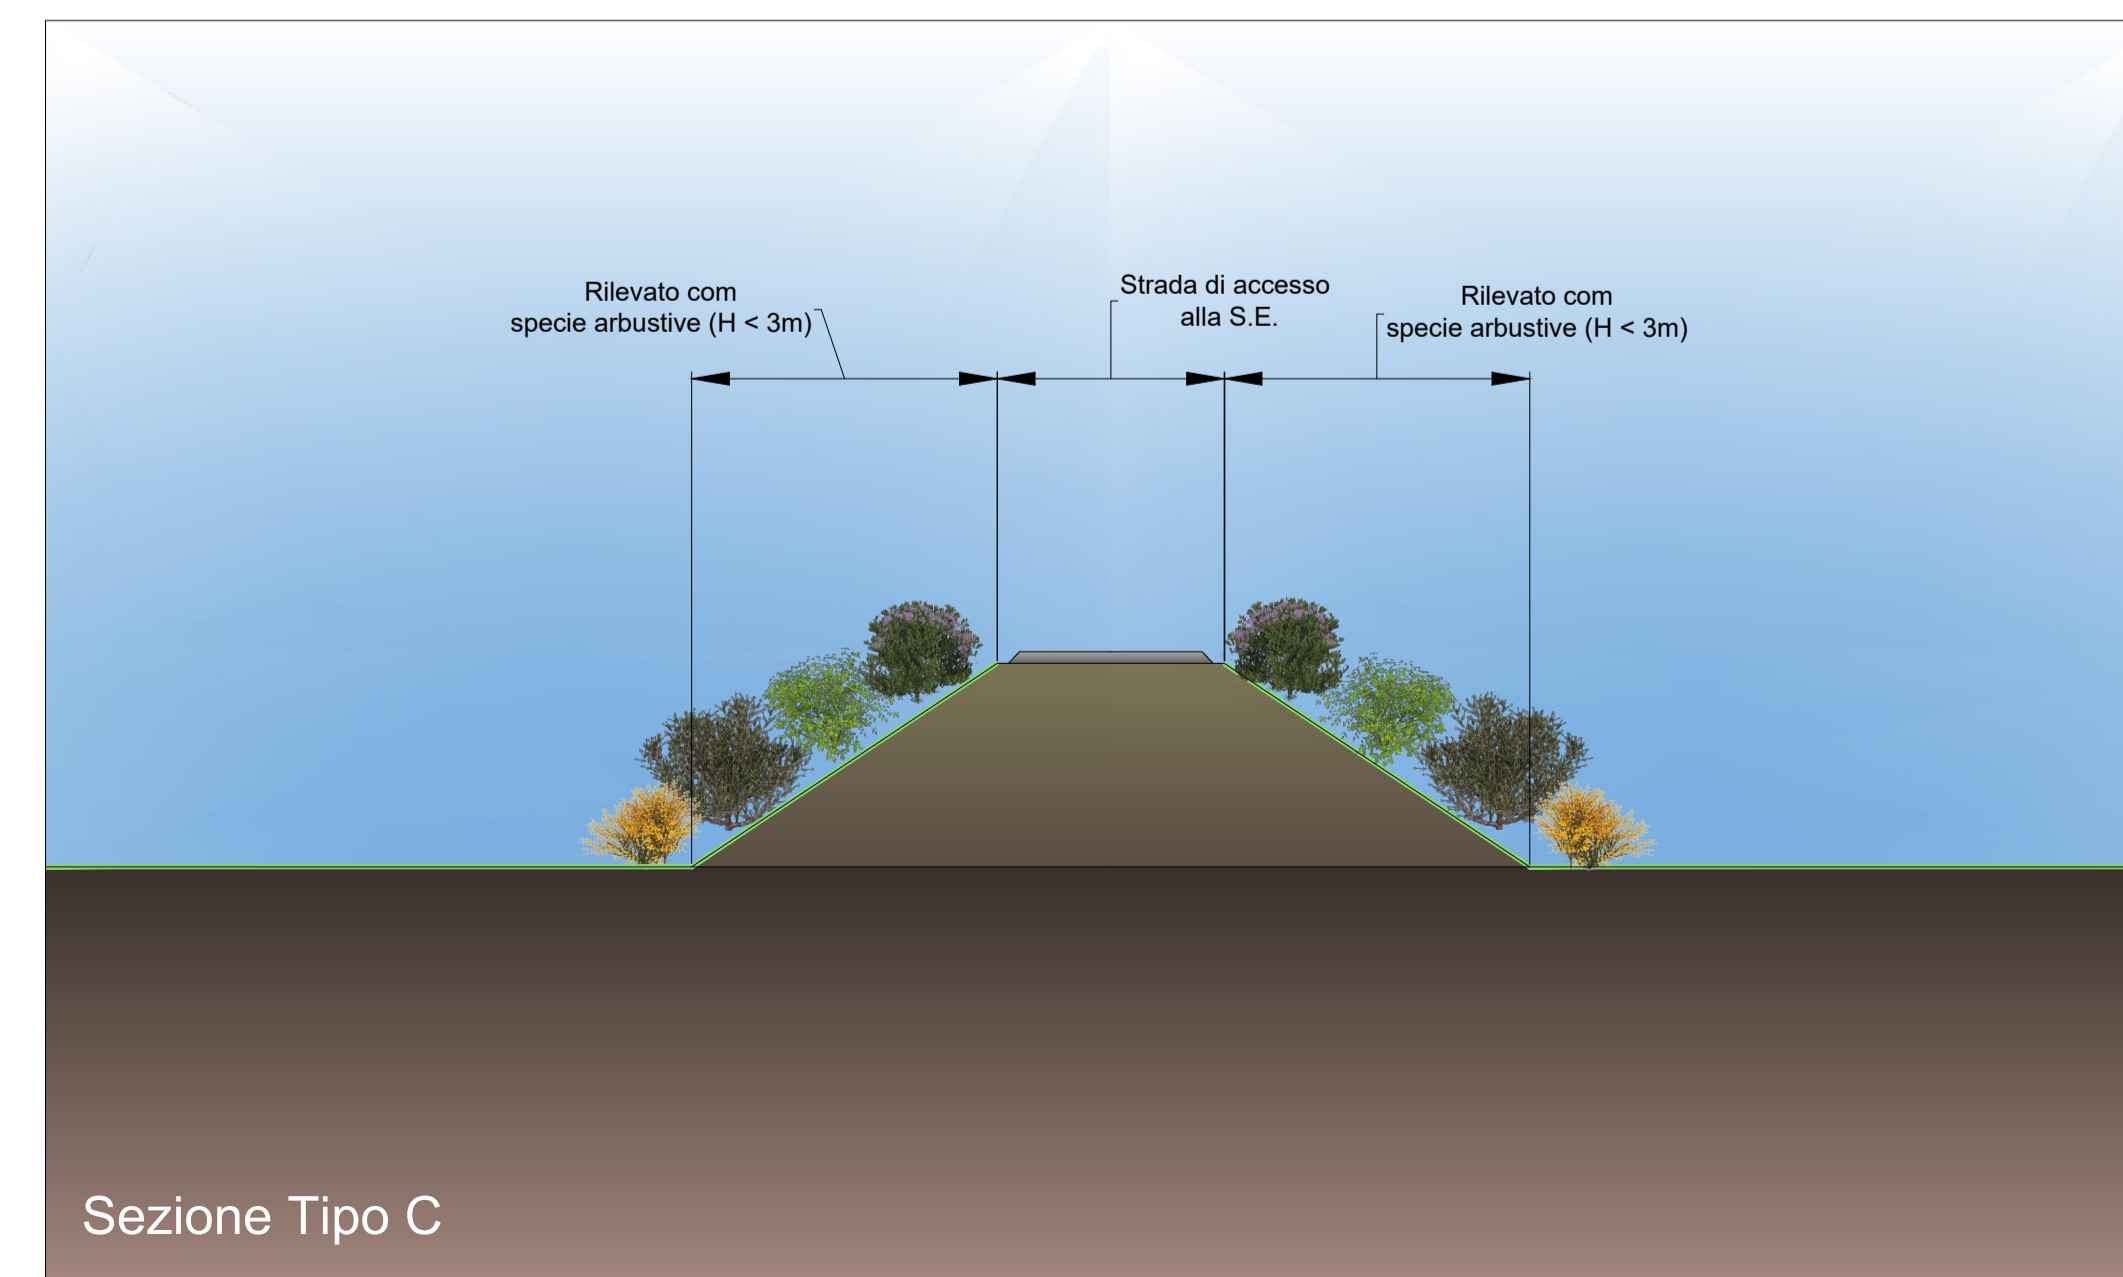 Rilevato com
specie arbustive (H < 3m)
Strada di accesso
alla S.E.
Rilevato com
specie arbustive (H < 3m)
Sezione Tipo C